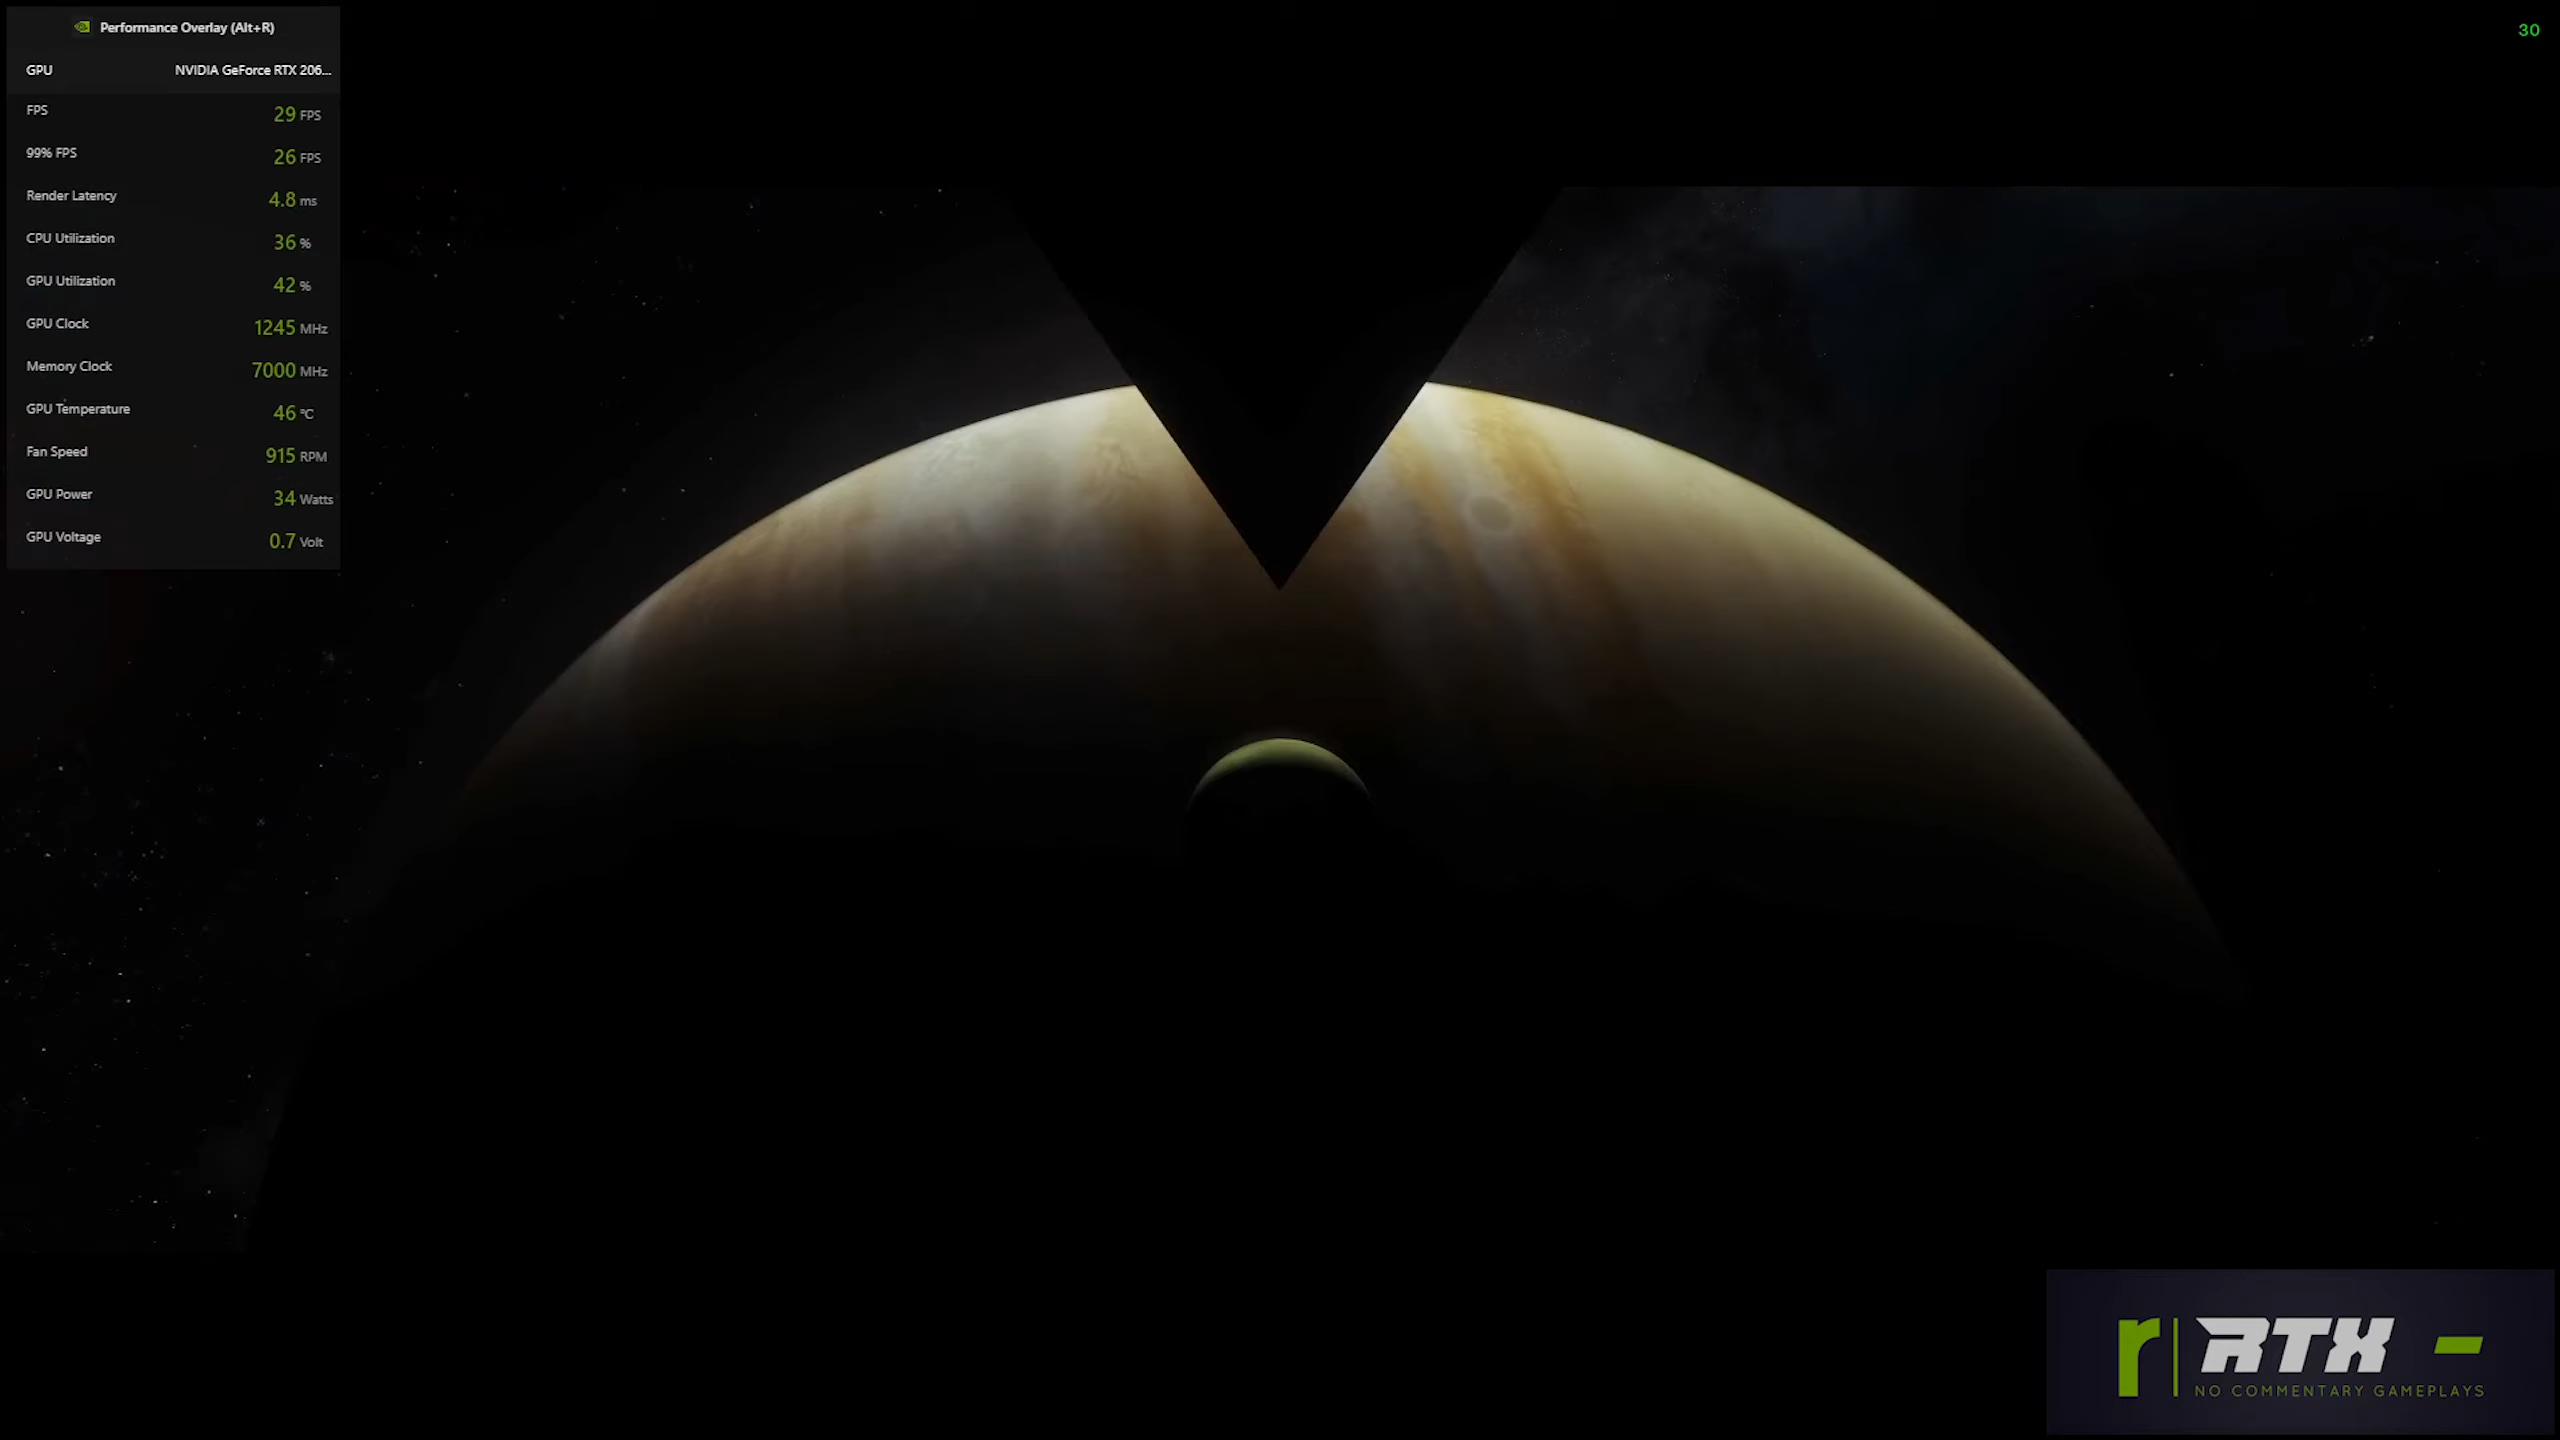 Performance Overlay (Alt+R)
30
GPU NVIDIA GeForce RTX 206...
FPS 29 FPS
99% FPS 26 FPS
Render Latency 4.8 ms
CPU Utilization 36 %
GPU Utilization 42 %
GPU Clock 1245 MHz
Memory Clock 7000 MHz
GPU Temperature 46 °C
Fan Speed 915 RPM
GPU Power 34 Watts
GPU Voltage 0.7 Volt
r RTX -
NO COMMENTARY GAMEPLAYS